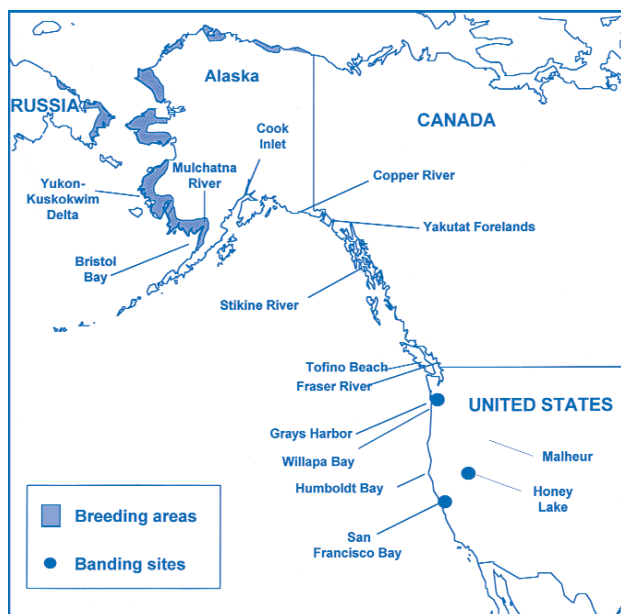 Alaska
RUSSIA
CANADA
Cook
Inlet
Mulchatna
River
Copper River
Yukon-
Kuskokwim
Delta
Yakutat Forelands
Bristol
Bay
Stikine River
Tofino Beach
Fraser River
UNITED STATES
Grays Harbor
Willapa Bay
Malheur
Humboldt Bay
Honey
Lake
San
Francisco Bay
Breeding areas
Banding sites